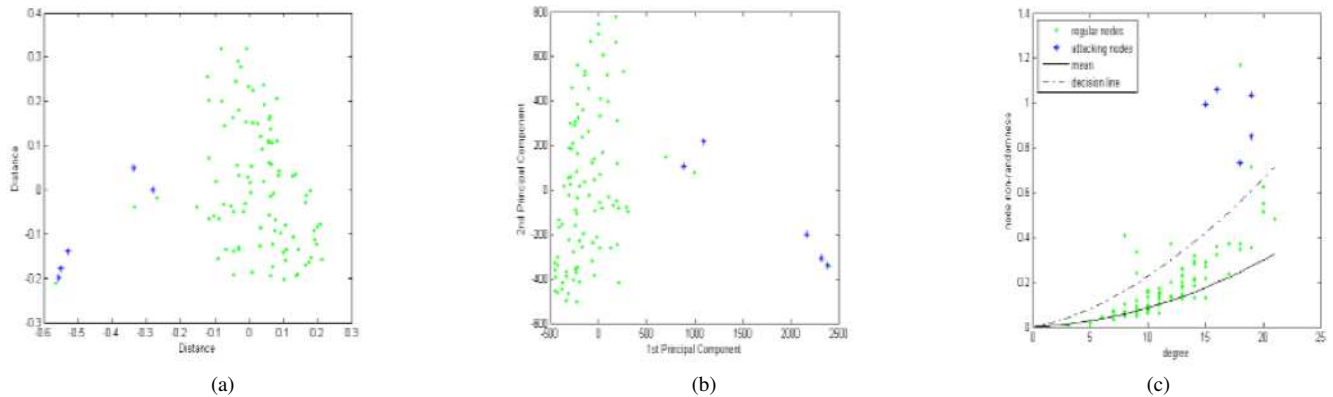 0.4
0.3
0.2
0.1
0
-0.1
-0.2
-0.3
-0.6 -0.5 -0.4 -0.3 -0.2 -0.1 0 0.1 0.2 0.3
Distance
Distance
(a)
800
600
400
200
0
-200
-400
-600
-500 0 500 1000 1500 2000 2500
2nd Principal Component
1st Principal Component
(b)
1.4
1.2
1
0.8
0.6
0.4
0.2
0
0 5 10 15 20 25
node non-randomness
degree
regular nodes
attacking nodes
mean
decision line
(c)